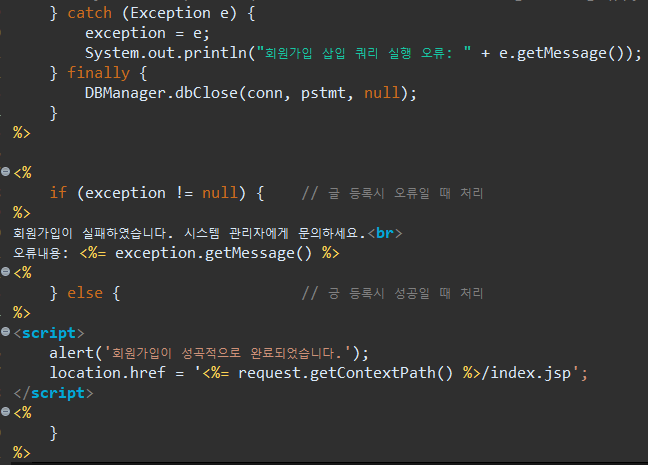 } catch (Exception e) {
exception = e;
System.out.println("회원가입 삽입 쿼리 실행 오류: " + e.getMessage());
} finally {
DBManager.dbClose(conn, pstmt, null);
}
%>
<%
if (exception != null) { // 글 등록시 오류일 때 처리
%>
회원가입이 실패하였습니다. 시스템 관리자에게 문의하세요.<br>
오류내용: <%= exception.getMessage() %>
<%
} else { // 긍 등록시 성공일 때 처리
%>
<script>
alert('회원가입이 성곡적으로 완료되었습니다.');
location.href = '<%= request.getContextPath() %>/index.jsp';
</script>
<%
}
%>